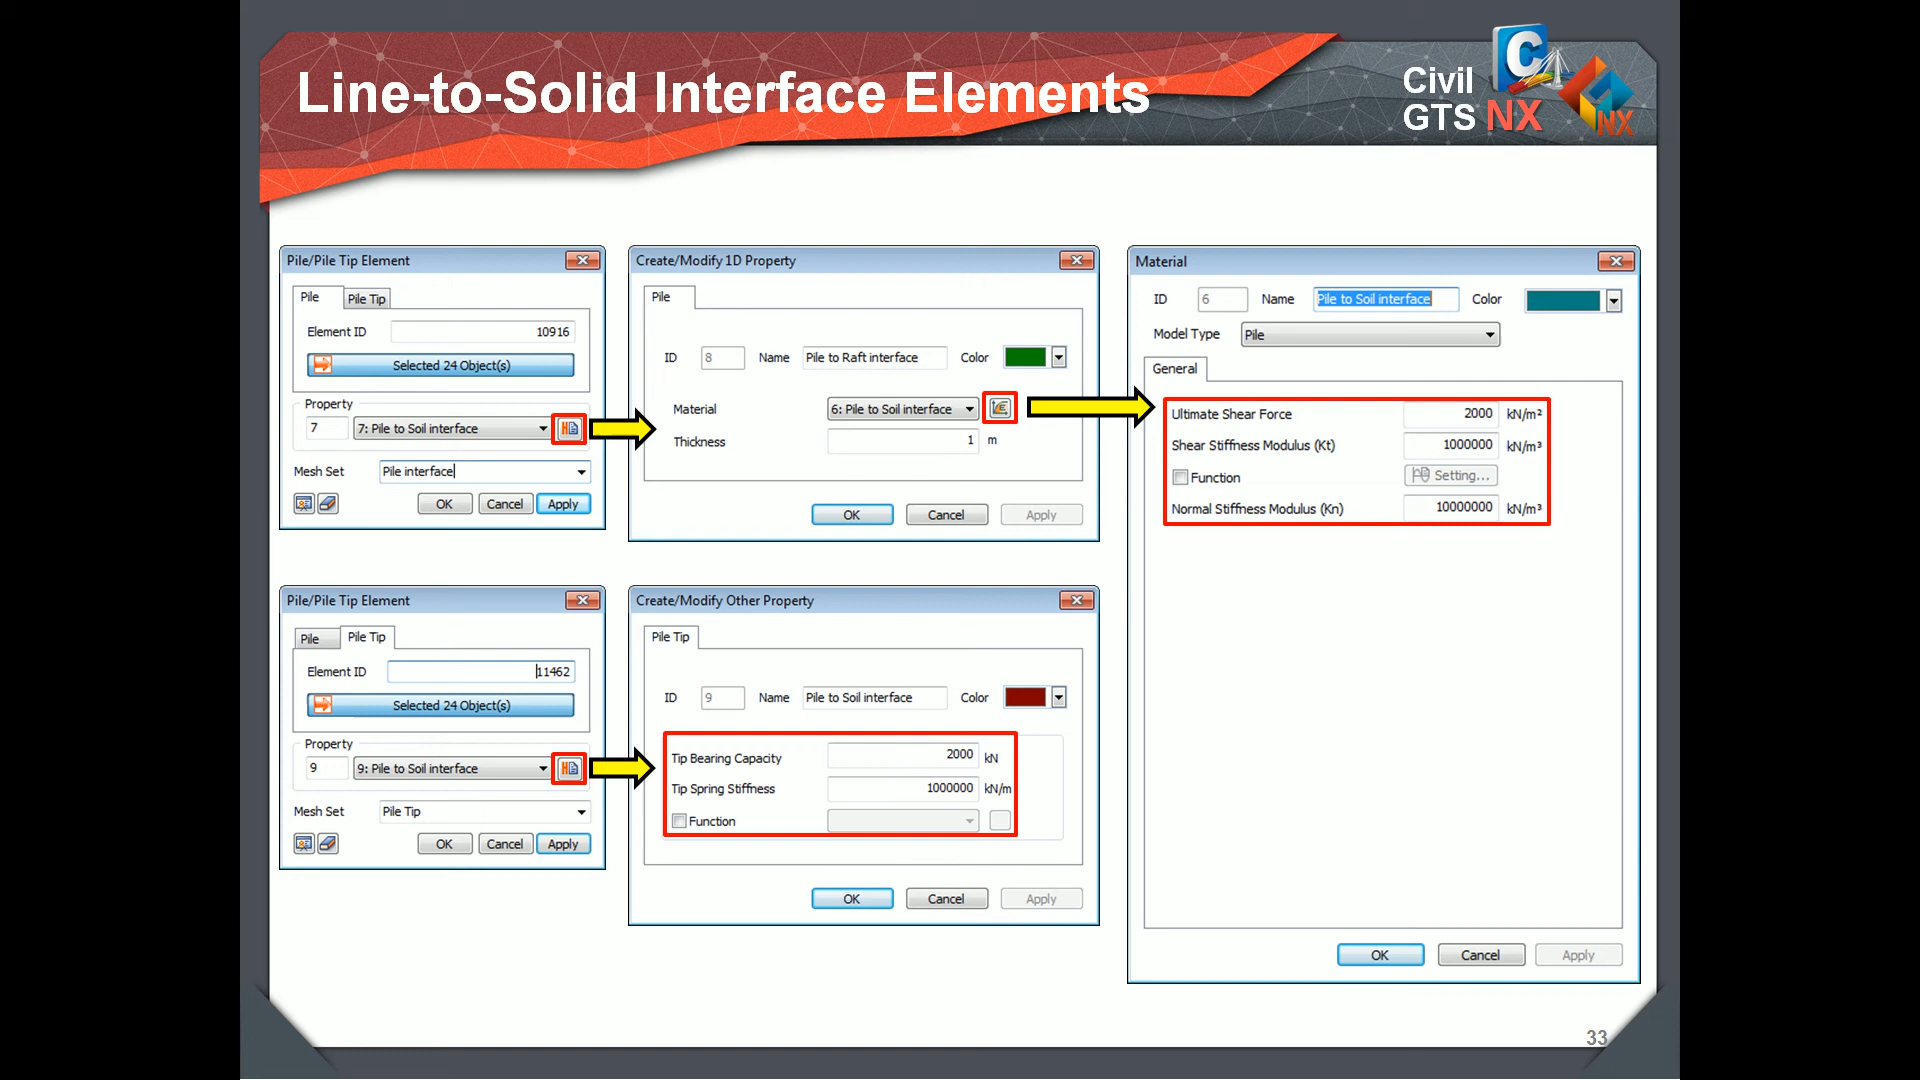 Line-to-Solid Interface Elements
Civil
GTS NX
C
NX
Pile/Pile Tip Element
Pile
Pile Tip
Element ID
10916
Selected 24 Object(s)
Property
7
7: Pile to Soil interface
Mesh Set
Pile interface
OK
Cancel
Apply
Create/Modify 1D Property
Pile
ID
8
Name
Pile to Raft interface
Color
Material
6: Pile to Soil interface
Thickness
1
m
OK
Cancel
Apply
Material
ID
6
Name
Pile to Soil interface
Color
Model Type
Pile
General
Ultimate Shear Force
2000
kN/m²
Shear Stiffness Modulus (Kt)
1000000
kN/m³
Function
Setting...
Normal Stiffness Modulus (Kn)
10000000
kN/m³
OK
Cancel
Apply
Pile/Pile Tip Element
Pile
Pile Tip
Element ID
11462
Selected 24 Object(s)
Property
9
9: Pile to Soil interface
Mesh Set
Pile Tip
OK
Cancel
Apply
Create/Modify Other Property
Pile Tip
ID
9
Name
Pile to Soil interface
Color
Tip Bearing Capacity
2000
kN
Tip Spring Stiffness
1000000
kN/m
Function
OK
Cancel
Apply
33